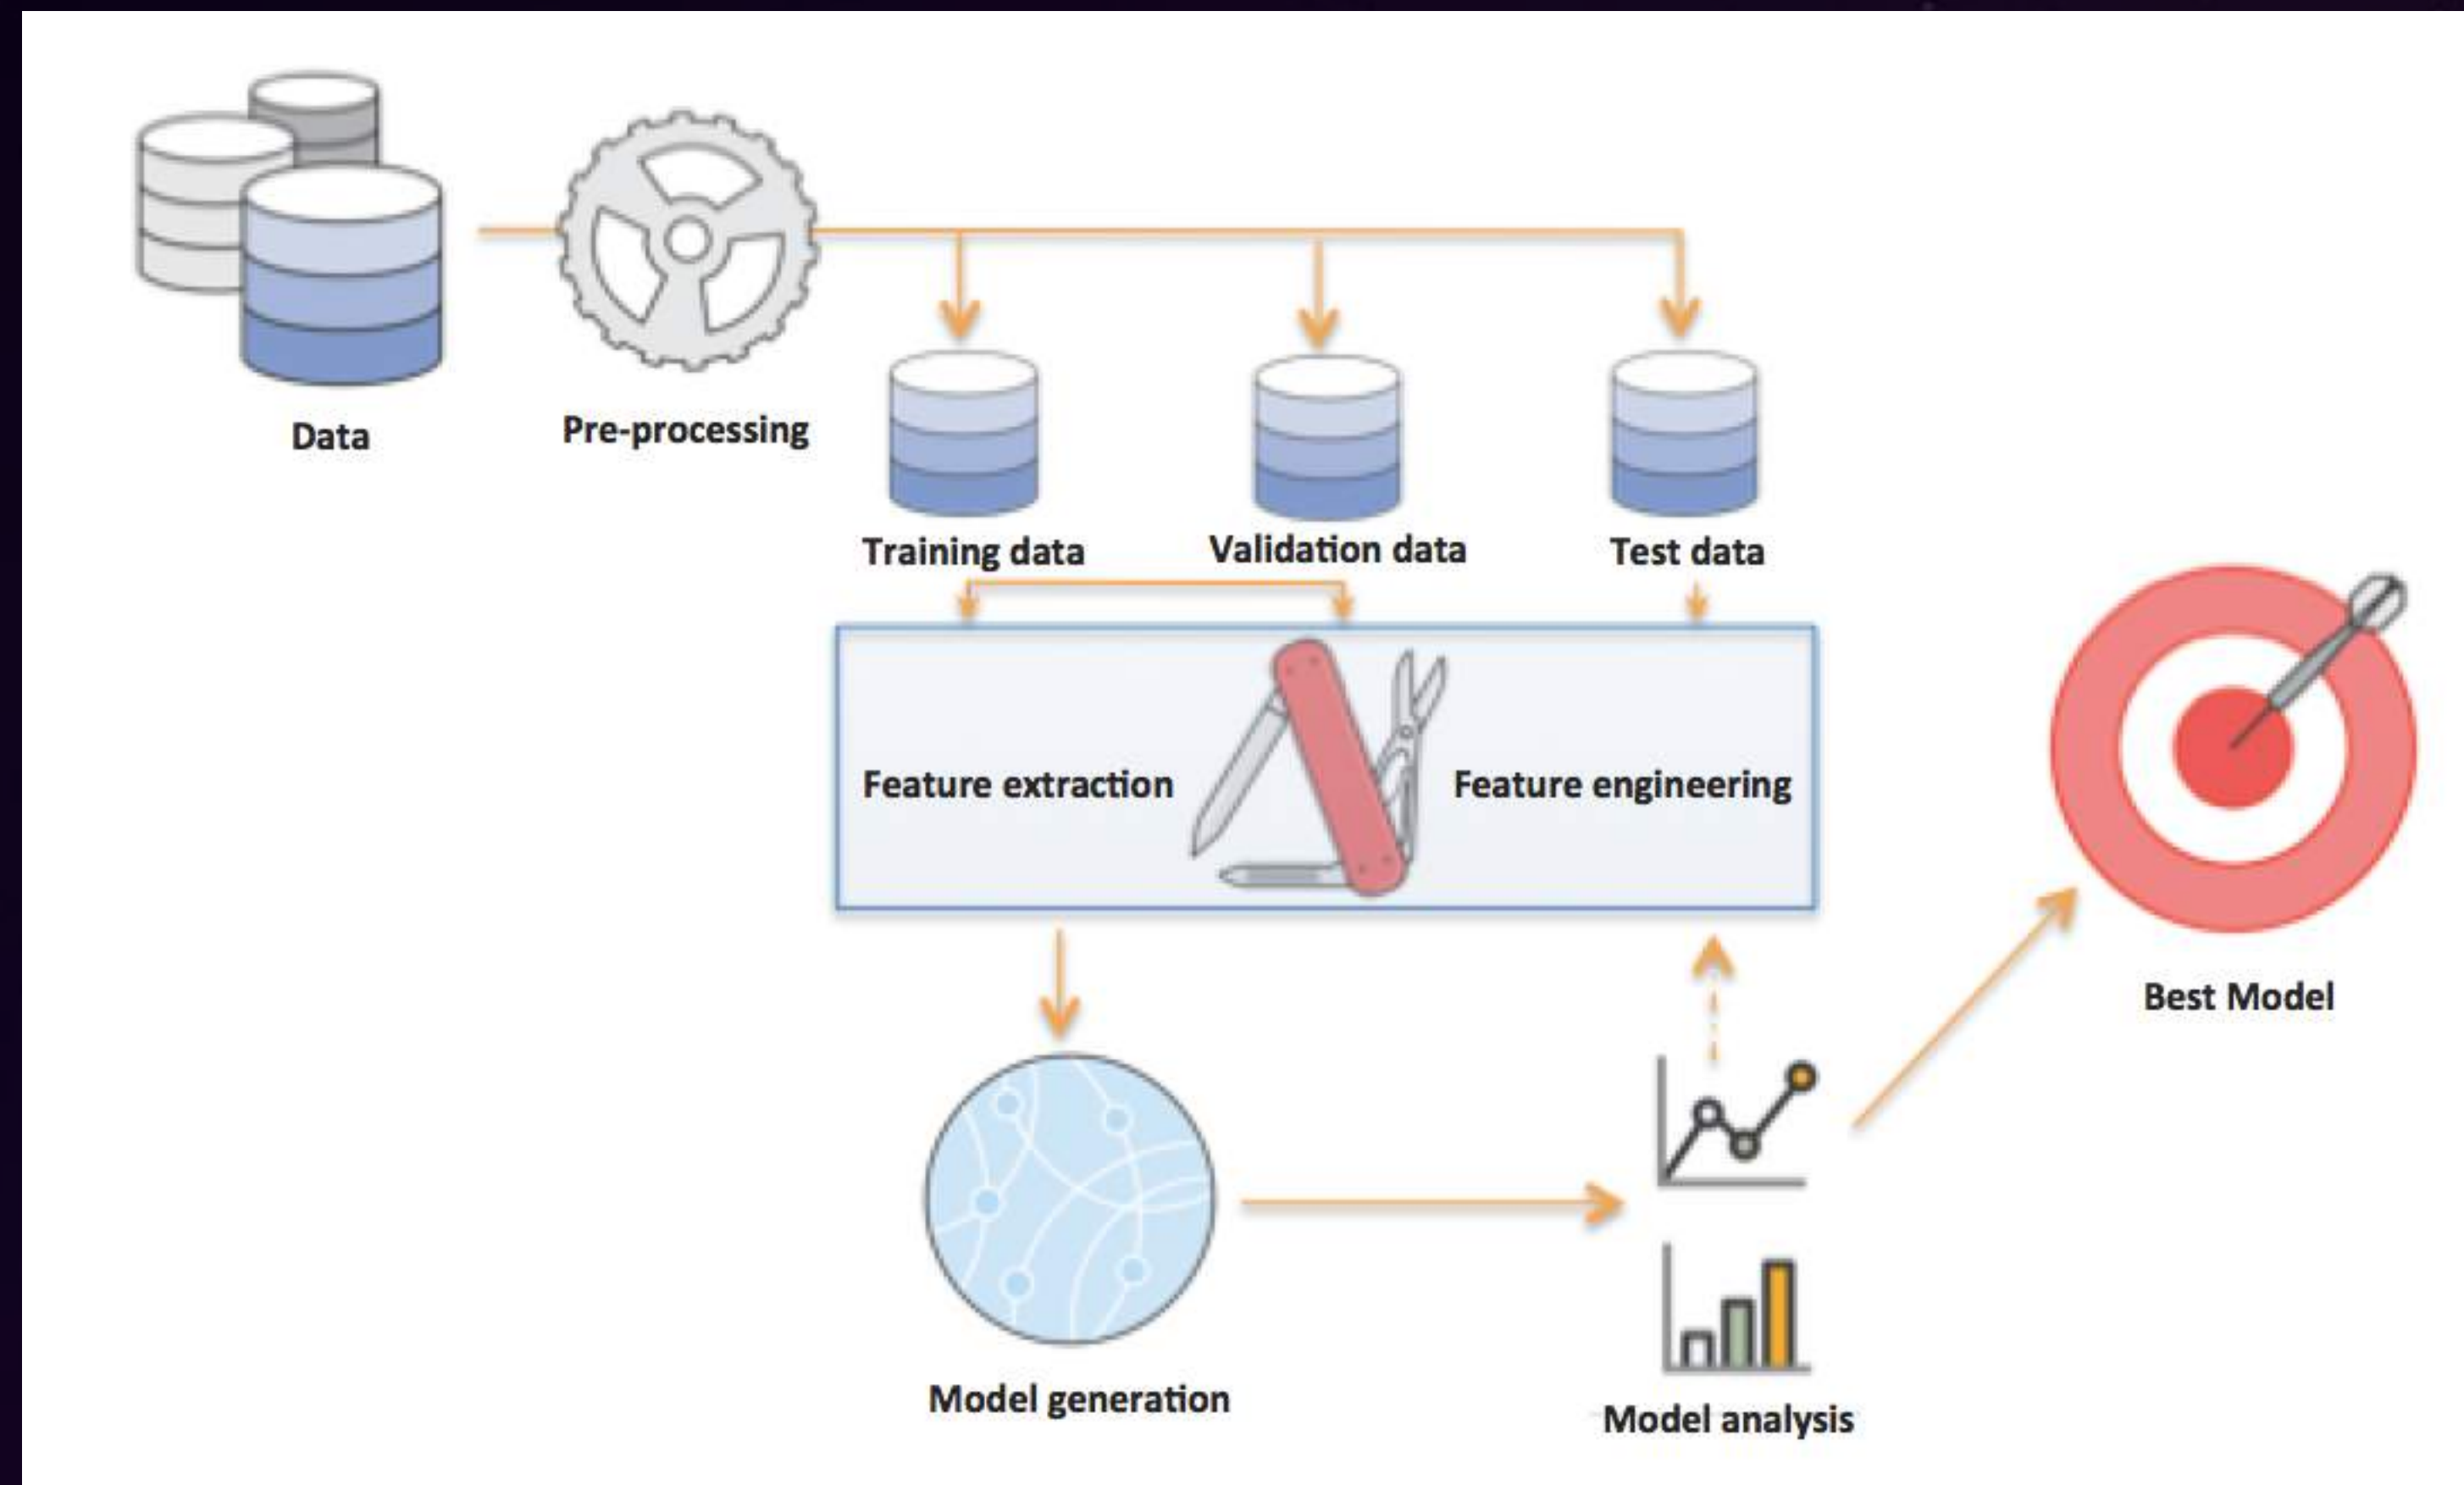 Data
Pre-processing
Training data
Validation data
Test data
Feature extraction
Feature engineering
Best Model
Model generation
Model analysis